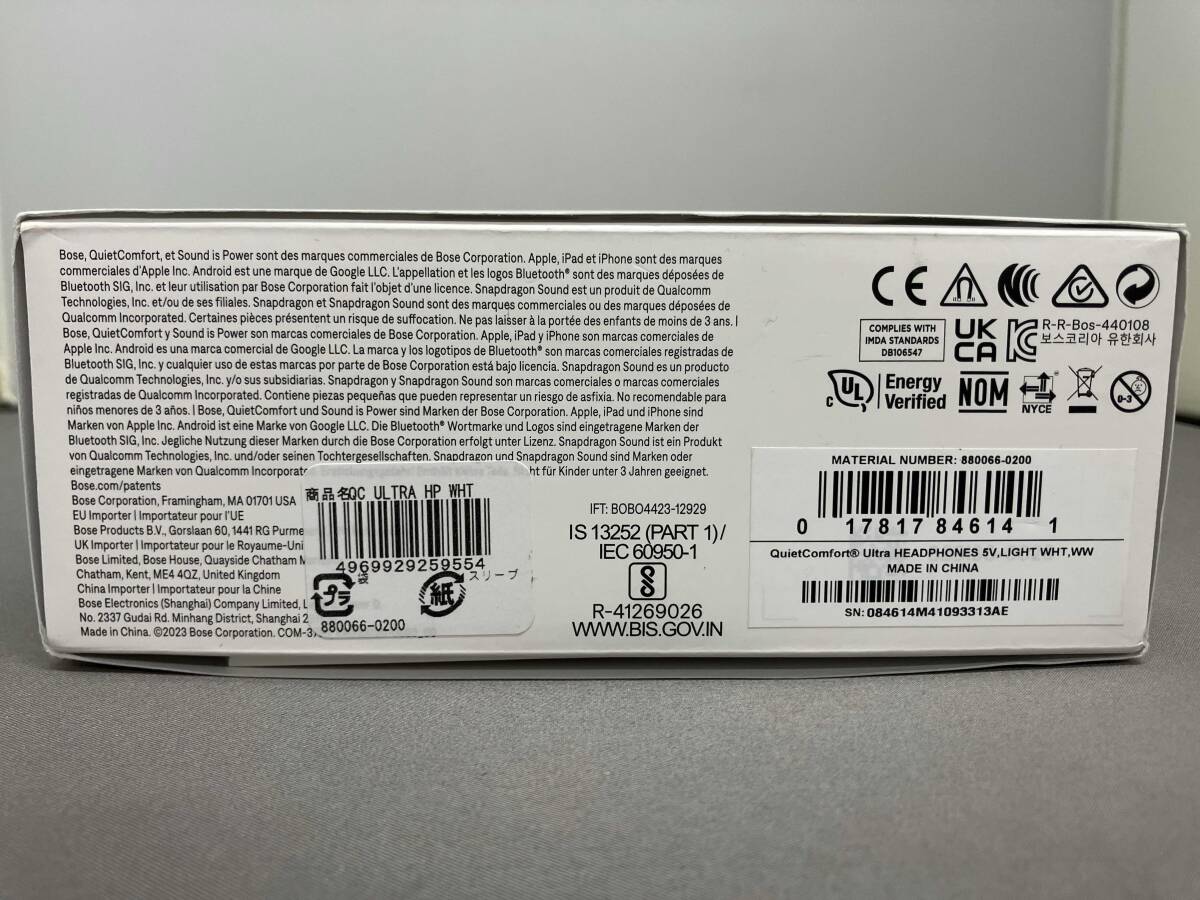 Bose, QuietComfort, et Sound is Power sont des marques commerciales de Bose Corporation. Apple, iPad et iPhone sont des marques
commerciales d'Apple Inc. Android est une marque de Google LLC. L'appellation et les logos Bluetooth® sont des marques déposées de
Bluetooth SIG, Inc. et leur utilisation par Bose Corporation fait l'objet d'une licence. Snapdragon Sound est un produit de Qualcomm
Technologies, Inc. et/ou de ses filiales. Snapdragon et Snapdragon Sound sont des marques commerciales ou des marques déposées de
Qualcomm Incorporated. Certaines pièces présentent un risque de suffocation. Ne pas laisser à la portée des enfants de moins de 3 ans. |
Bose, QuietComfort y Sound is Power son marcas comerciales de Bose Corporation. Apple, iPad y iPhone son marcas comerciales de
Apple Inc. Android es una marca comercial de Google LLC. La marca y los logotipos de Bluetooth® son marcas comerciales registradas de
Bluetooth SIG, Inc. y cualquier uso de estas marcas por parte de Bose Corporation está bajo licencia. Snapdragon Sound es un producto
de Qualcomm Technologies, Inc. y/o sus subsidiarias. Snapdragon y Snapdragon Sound son marcas comerciales o marcas comerciales
registradas de Qualcomm Incorporated. Contiene piezas pequeñas que pueden representar un riesgo de asfixia. No recomendable para
niños menores de 3 años. | Bose, QuietComfort und Sound is Power sind Marken der Bose Corporation. Apple, iPad und iPhone sind
Marken von Apple Inc. Android ist eine Marke von Google LLC. Die Bluetooth® Wortmarke und Logos sind eingetragene Marken der
Bluetooth SIG, Inc. Jegliche Nutzung dieser Marken durch die Bose Corporation erfolgt unter Lizenz. Snapdragon Sound ist ein Produkt
von Qualcomm Technologies, Inc. und/oder seinen Tochtergesellschaften. Snapdragon und Snapdragon Sound sind Marken oder
eingetragene Marken von Qualcomm Incorporate
für Kinder unter 3 Jahren geeignet.
Bose.com/patents
Bose Corporation, Framingham, MA 01701 USA
EU Importer | Importateur pour l'UE
Bose Products B.V., Gorslaan 60, 1441 RG Purme
UK Importer | Importateur pour le Royaume-Uni
Bose Limited, Bose House, Quayside Chatham M
Chatham, Kent, ME4 4QZ, United Kingdom
China Importer | Importateur pour la Chine
Bose Electronics (Shanghai) Company Limited, L
No. 2337 Gudai Rd. Minhang District, Shanghai 2
Made in China. ©2023 Bose Corporation. COM-37
商品名QC ULTRA HP WHT
4969929259554
袋
スリーブ
プラ
紙
880066-0200
IFT: BOBO4423-12929
IS 13252 (PART 1)/
IEC 60950-1
R-41269026
WWW.BIS.GOV.IN
CE
COMPLIES WITH
IMDA STANDARDS
DB106547
UK
CA
R-R-Bos-440108
보스코리아 유한회사
c UL
Energy
Verified
NOM
NYCE
0-3
MATERIAL NUMBER: 880066-0200
0 17817 84614 1
QuietComfort® Ultra HEADPHONES 5V,LIGHT WHT,WW
MADE IN CHINA
SN: 084614M41093313AE